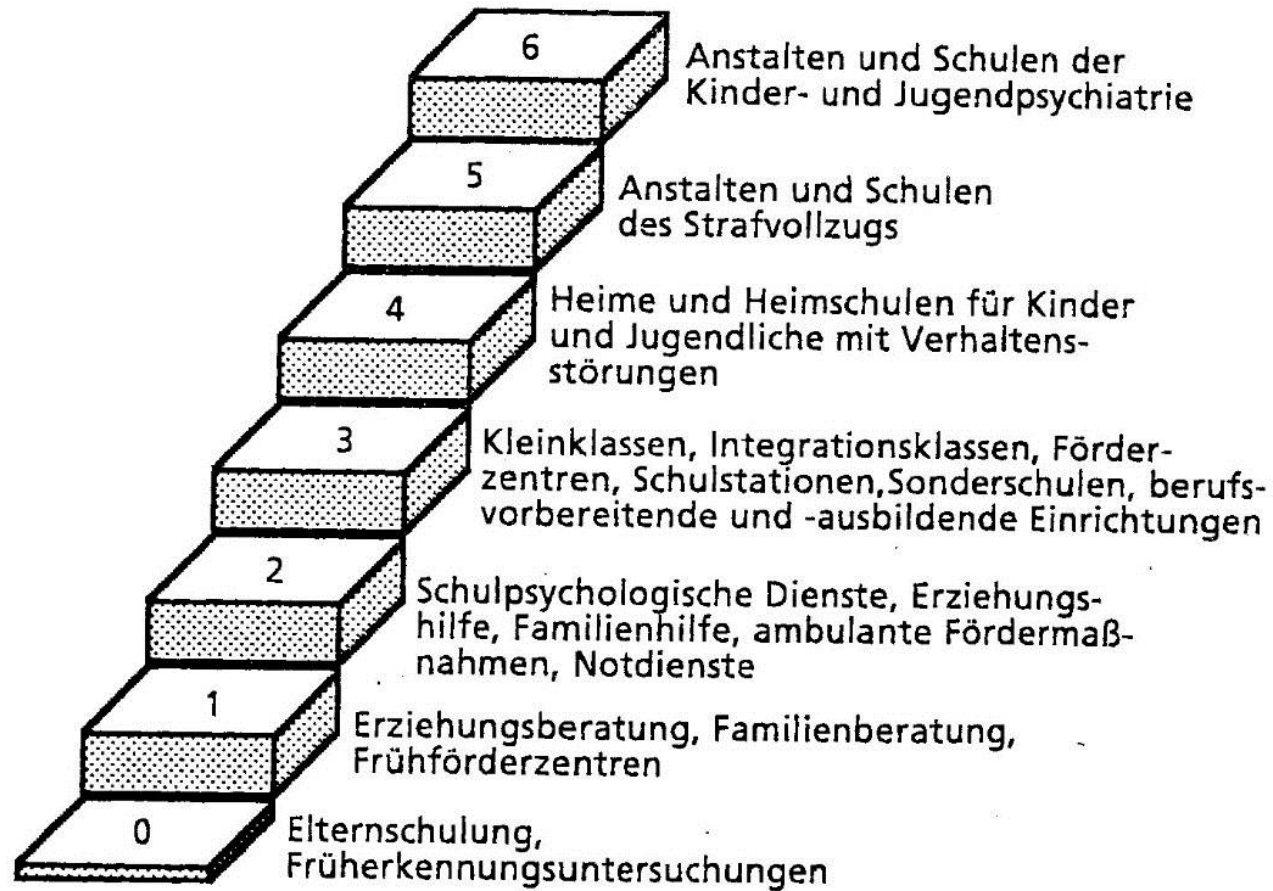 6
Anstalten und Schulen der
Kinder- und Jugendpsychiatrie
5
Anstalten und Schulen
des Strafvollzugs
4
Heime und Heimschulen für Kinder
und Jugendliche mit Verhaltens-
störungen
3
Kleinklassen, Integrationsklassen, Förder-
zentren, Schulstationen,Sonderschulen, berufs-
vorbereitende und -ausbildende Einrichtungen
2
Schulpsychologische Dienste, Erziehungs-
hilfe, Familienhilfe, ambulante Fördermaß-
nahmen, Notdienste
1
Erziehungsberatung, Familienberatung,
Frühförderzentren
0
Elternschulung,
Früherkennungsuntersuchungen